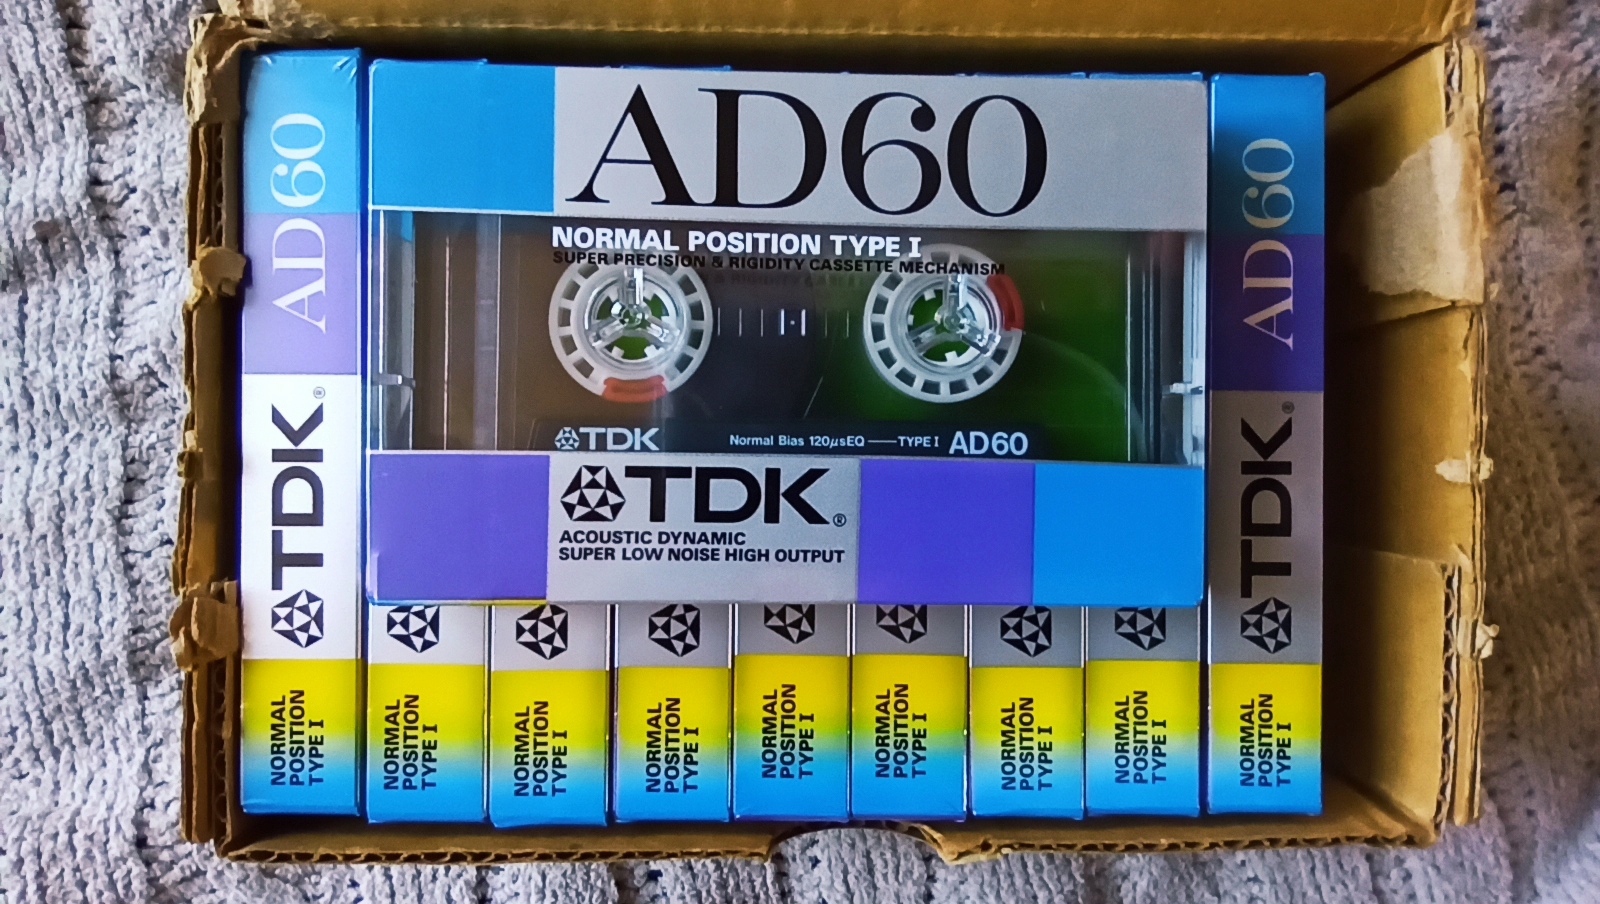 AD60
TDK®
NORMAL
POSITION
TYPE I
AD60
NORMAL POSITION TYPE I
SUPER PRECISION & RIGIDITY CASSETTE MECHANISM
TDK Normal Bias 120μsEQ — TYPE I AD60
TDK®
ACOUSTIC DYNAMIC
SUPER LOW NOISE HIGH OUTPUT
NORMAL
POSITION
TYPE I
NORMAL
POSITION
TYPE I
NORMAL
POSITION
TYPE I
NORMAL
POSITION
TYPE I
NORMAL
POSITION
TYPE I
NORMAL
POSITION
TYPE I
NORMAL
POSITION
TYPE I
AD60
TDK®
NORMAL
POSITION
TYPE I